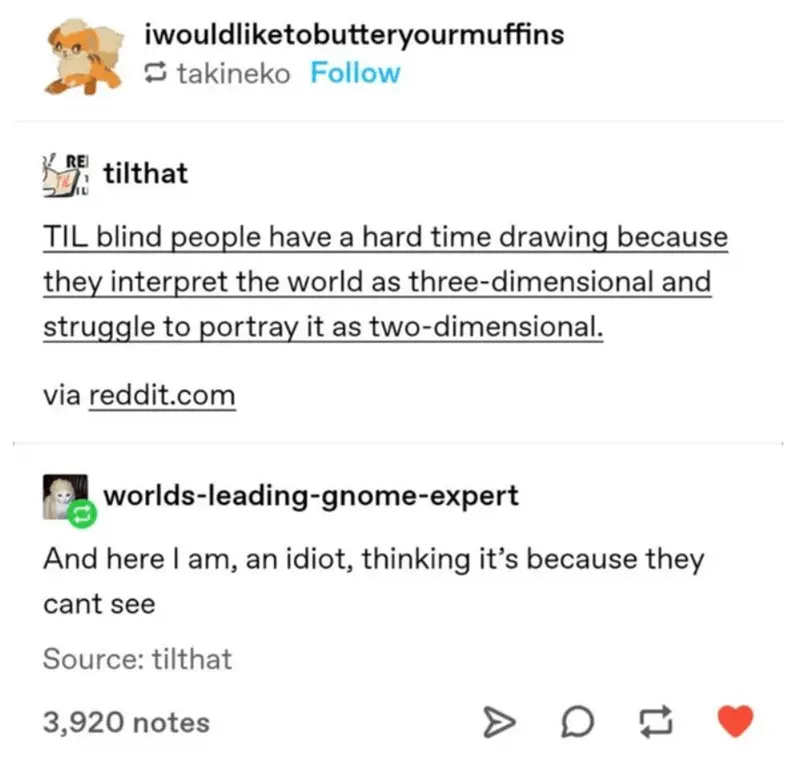 iwouldliketobutteryourmuffins
takineko Follow
tilthat
TIL blind people have a hard time drawing because
they interpret the world as three-dimensional and
struggle to portray it as two-dimensional.
via reddit.com
worlds-leading-gnome-expert
And here I am, an idiot, thinking it’s because they
cant see
Source: tilthat
3,920 notes